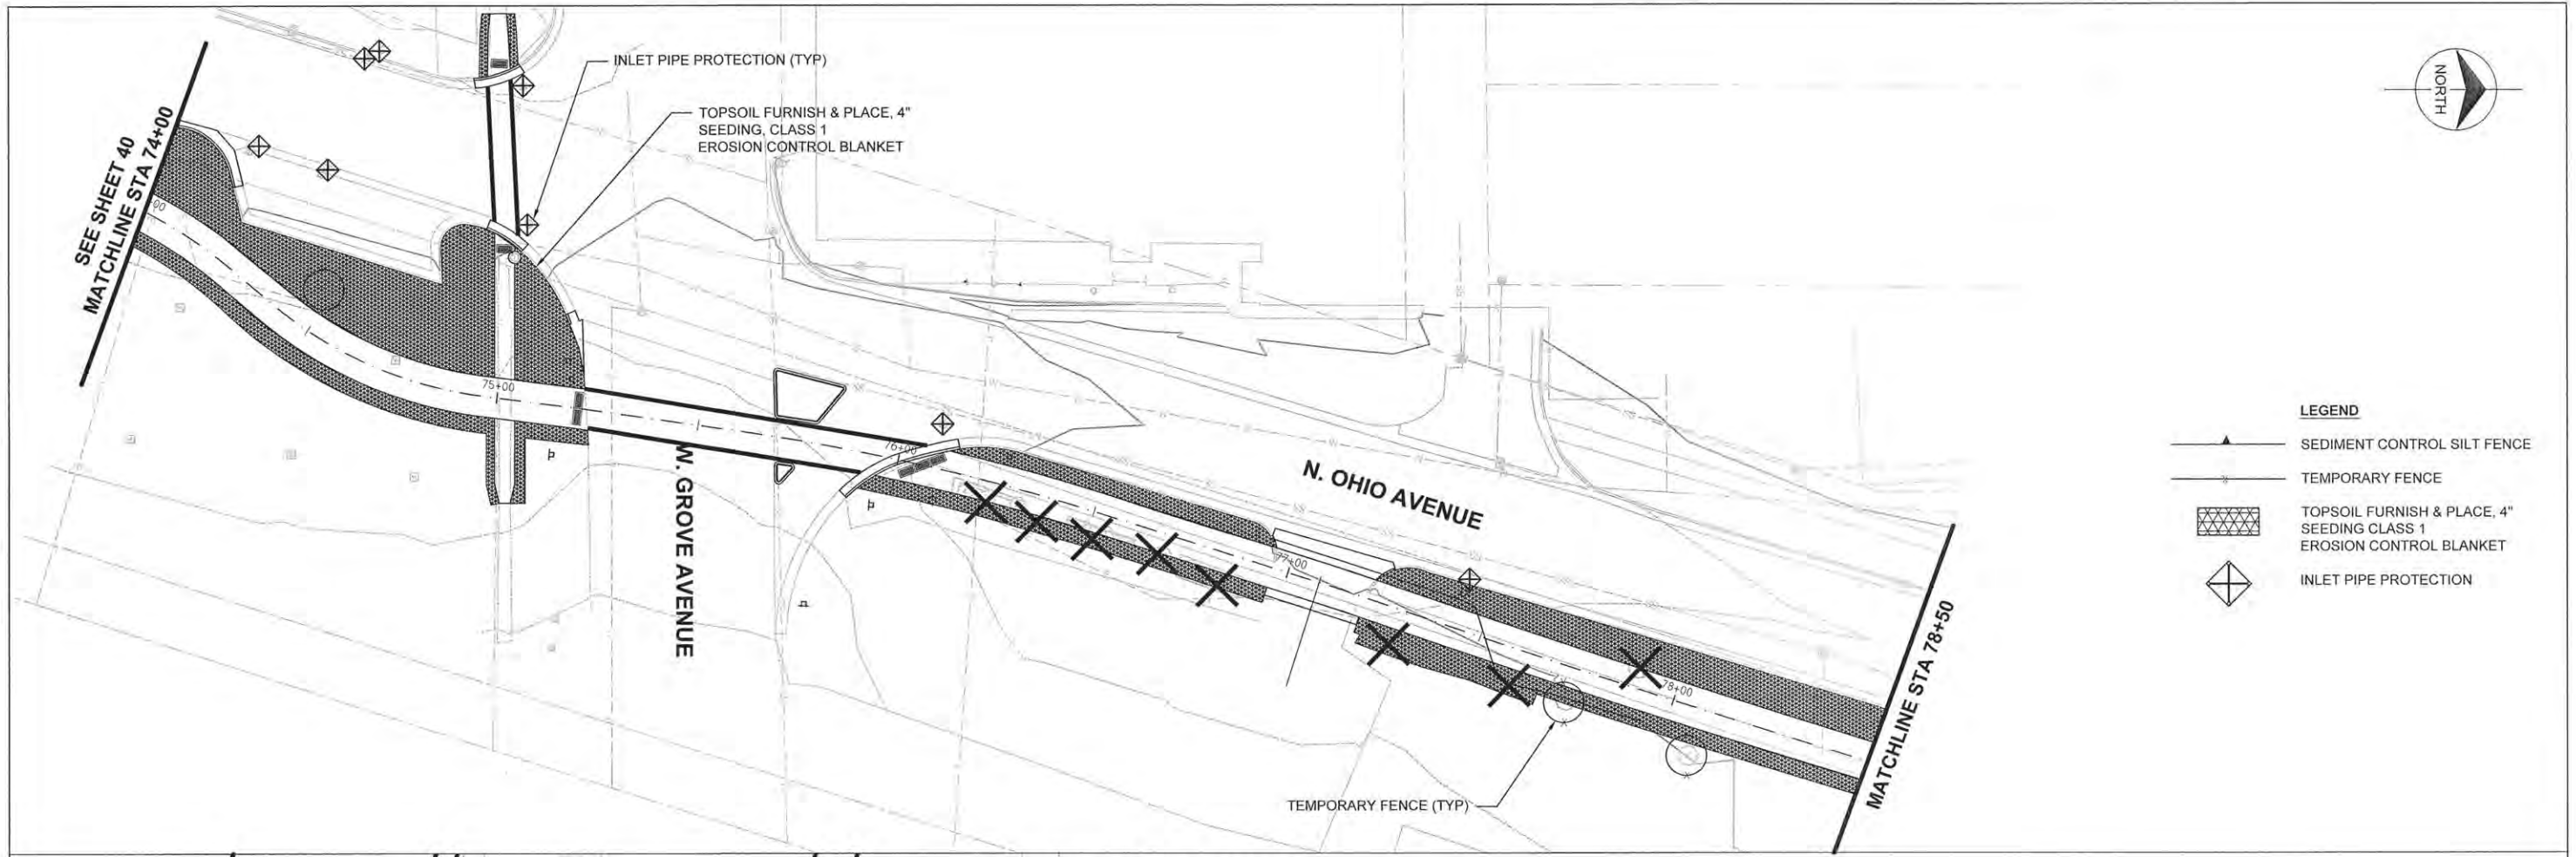 INLET PIPE PROTECTION (TYP)
TOPSOIL FURNISH & PLACE, 4"
SEEDING, CLASS 1
EROSION CONTROL BLANKET
SEE SHEET 40
MATCHLINE STA 74+00
NORTH
75+00
76+00
77+00
78+00
W. GROVE AVENUE
N. OHIO AVENUE
MATCHLINE STA 78+50
TEMPORARY FENCE (TYP)
LEGEND
SEDIMENT CONTROL SILT FENCE
TEMPORARY FENCE
TOPSOIL FURNISH & PLACE, 4"
SEEDING CLASS 1
EROSION CONTROL BLANKET
INLET PIPE PROTECTION